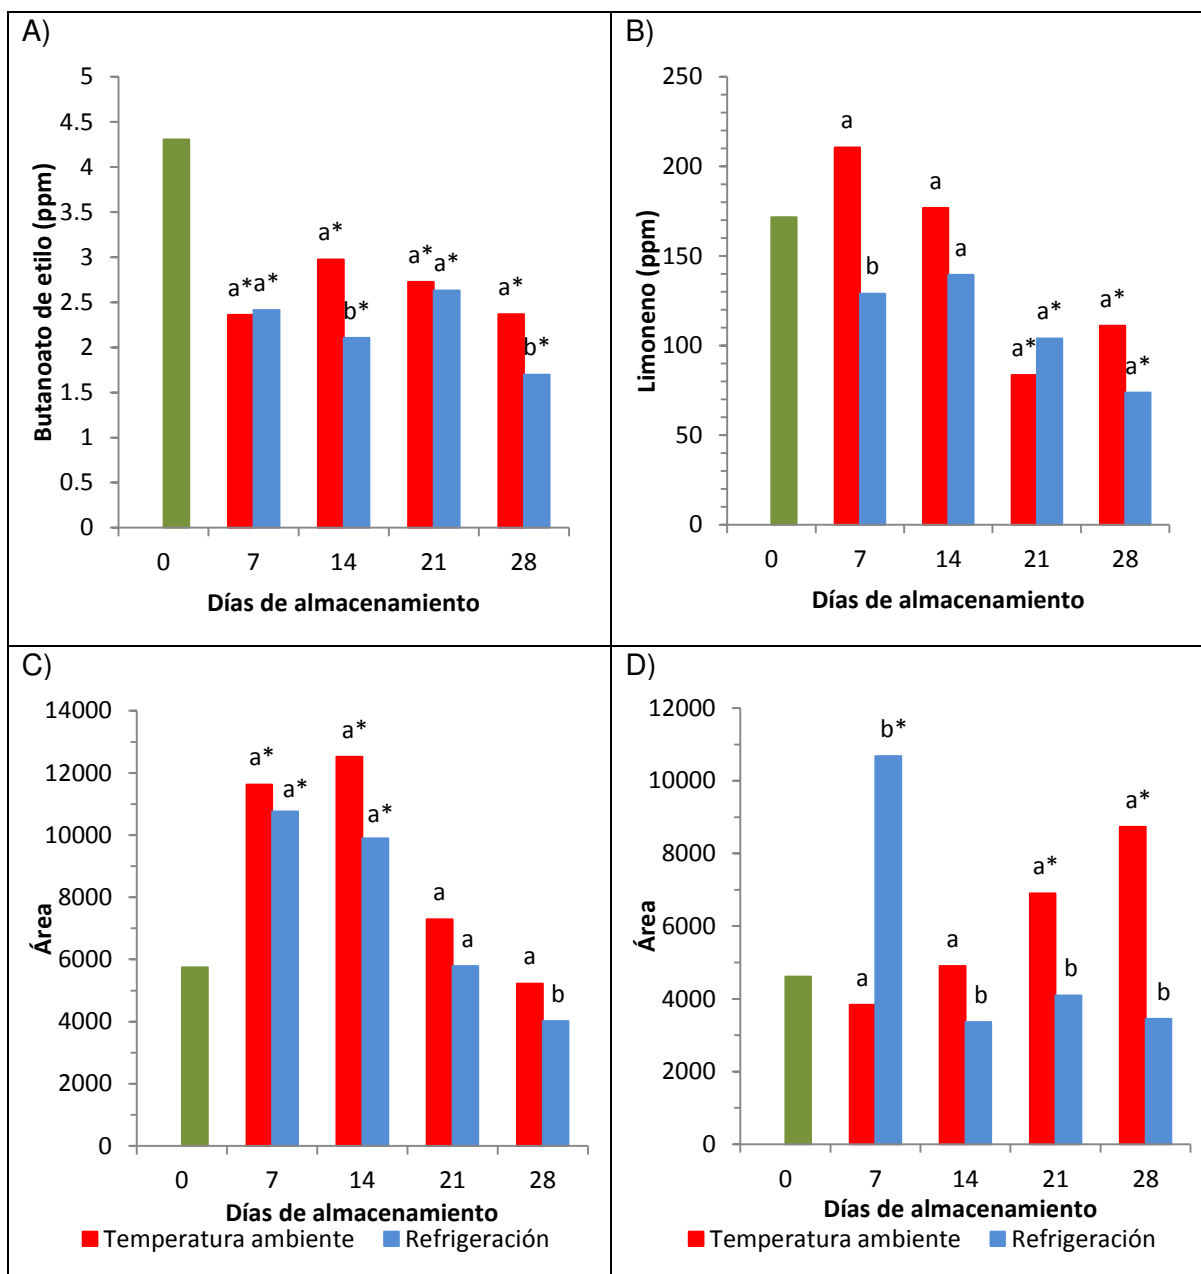 A)
Butanoato de etilo (ppm)
5
4.5
4
3.5
3
2.5
2
1.5
1
0.5
0
a* a*
a*
b*
a* a*
a*
b*
0 7 14 21 28
Días de almacenamiento
B)
Limoneno (ppm)
250
200
150
100
50
0
a
b
a
a
a*
a*
a*
a*
0 7 14 21 28
Días de almacenamiento
C)
Área
14000
12000
10000
8000
6000
4000
2000
0
a*
a*
a*
a*
a
a
a
b
0 7 14 21 28
Días de almacenamiento
Temperatura ambiente Refrigeración
D)
Área
12000
10000
8000
6000
4000
2000
0
a
b*
a
b
a*
b
a*
b
0 7 14 21 28
Días de almacenamiento
Temperatura ambiente Refrigeración